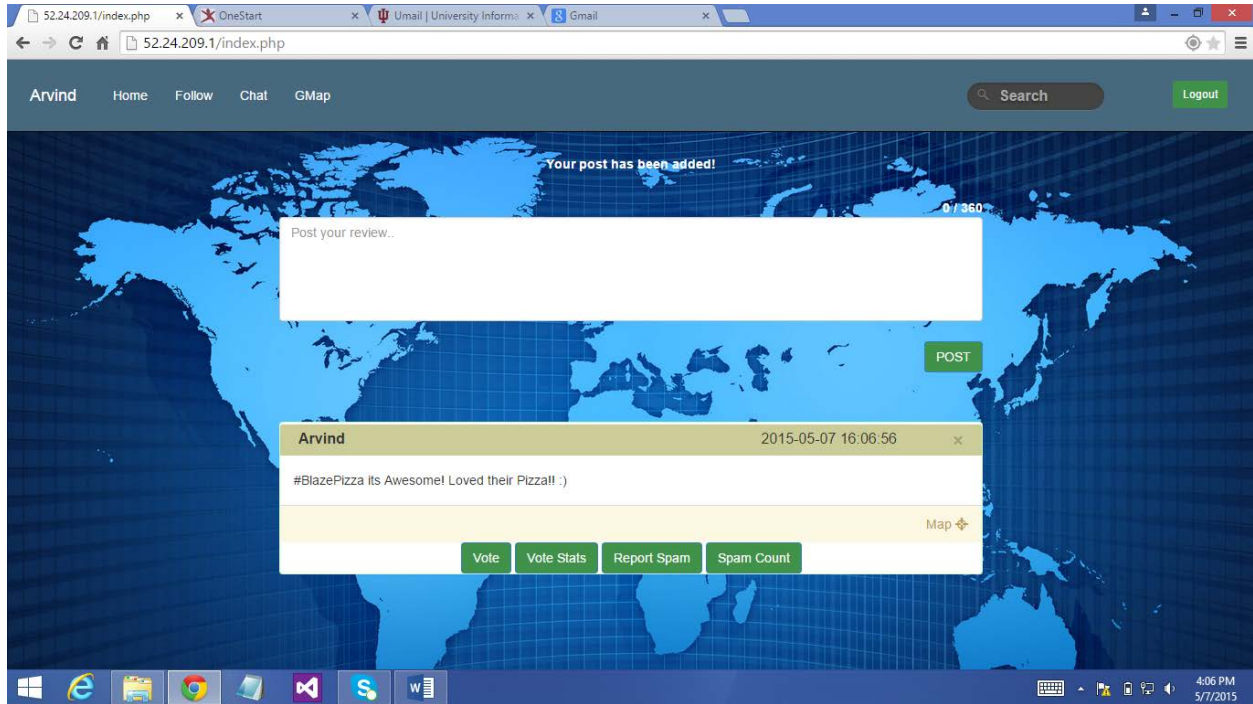 52.24.209.1/index.php
OneStart
Umail | University Informa
Gmail
52.24.209.1/index.php
Arvind Home Follow Chat GMap Search Logout
Your post has been added!
0 / 360
Post your review..
POST
Arvind 2015-05-07 16:06:56
#BlazePizza its Awesome! Loved their Pizza!! :)
Map
Vote Vote Stats Report Spam Spam Count
4:06 PM
5/7/2015